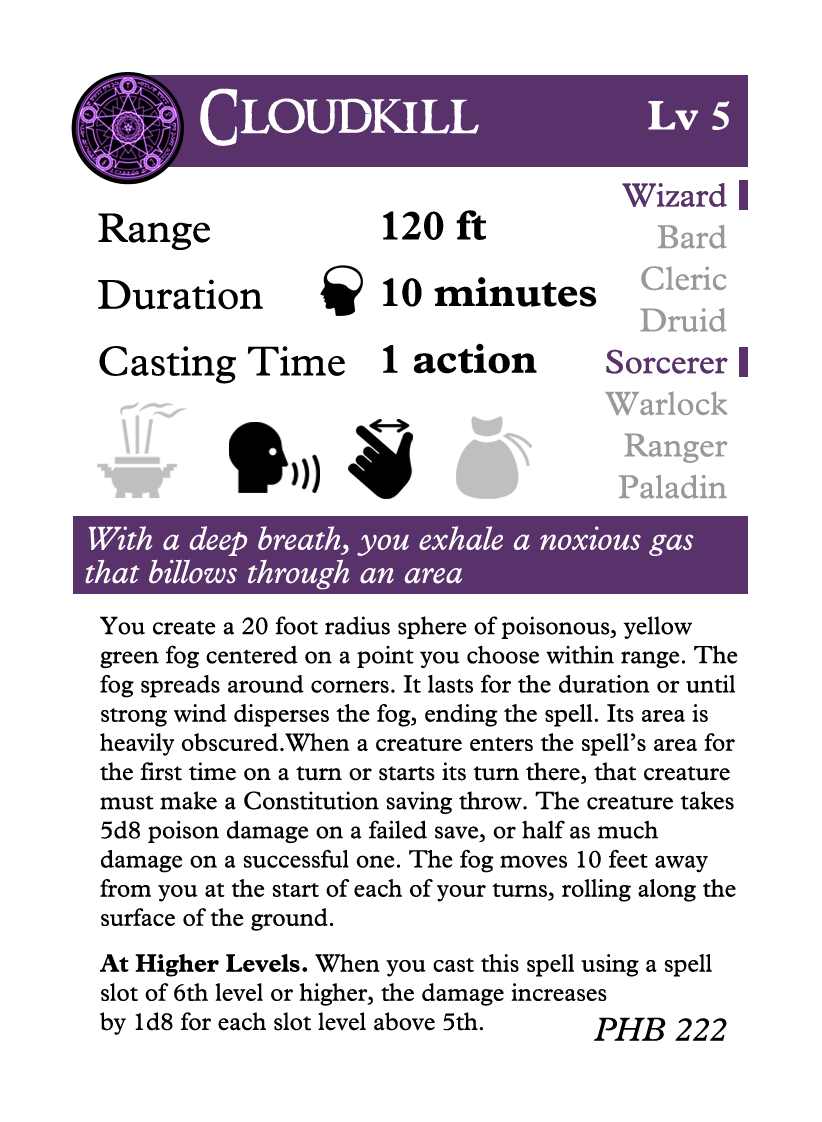 Cloudkill
Lv 5
Range 120 ft
Duration 10 minutes
Casting Time 1 action
Wizard
Bard
Cleric
Druid
Sorcerer
Warlock
Ranger
Paladin
With a deep breath, you exhale a noxious gas
that billows through an area
You create a 20 foot radius sphere of poisonous, yellow
green fog centered on a point you choose within range. The
fog spreads around corners. It lasts for the duration or until
strong wind disperses the fog, ending the spell. Its area is
heavily obscured.When a creature enters the spell’s area for
the first time on a turn or starts its turn there, that creature
must make a Constitution saving throw. The creature takes
5d8 poison damage on a failed save, or half as much
damage on a successful one. The fog moves 10 feet away
from you at the start of each of your turns, rolling along the
surface of the ground.
At Higher Levels. When you cast this spell using a spell
slot of 6th level or higher, the damage increases
by 1d8 for each slot level above 5th.
PHB 222